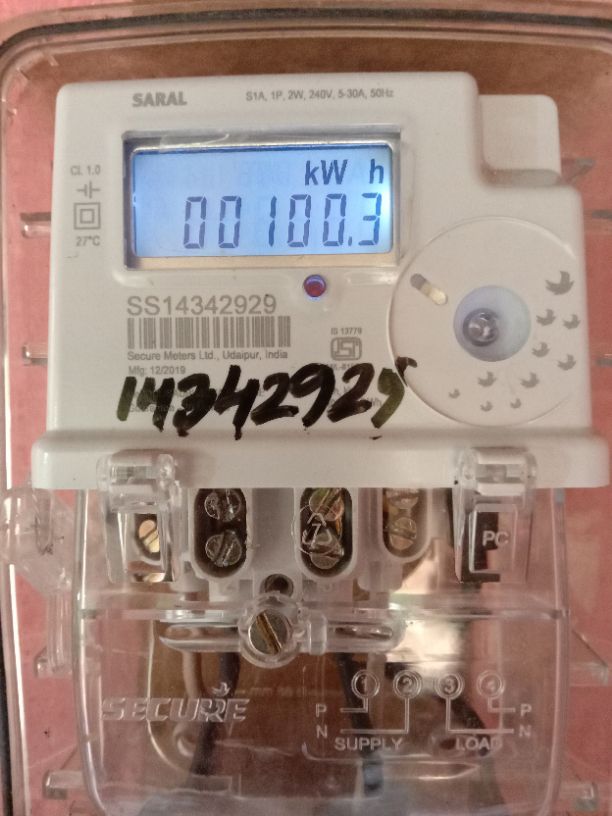 SARAL
S1A, 1P, 2W, 240V, 5-30A, 50Hz
CL 1.0
27°C
kW h
00100.3
SS14342929
Secure Meters Ltd., Udaipur, India
Mfg: 12/2019
IS 13779
ISI
14342929
PC
SECURE
1 2 3
P P
N N
SUPPLY LOAD